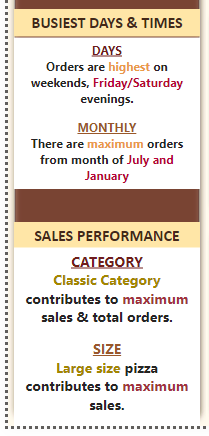 BUSIEST DAYS & TIMES
DAYS
Orders are highest on
weekends, Friday/Saturday
evenings.
MONTHLY
There are maximum orders
from month of July and
January
SALES PERFORMANCE
CATEGORY
Classic Category
contributes to maximum
sales & total orders.
SIZE
Large size pizza
contributes to maximum
sales.